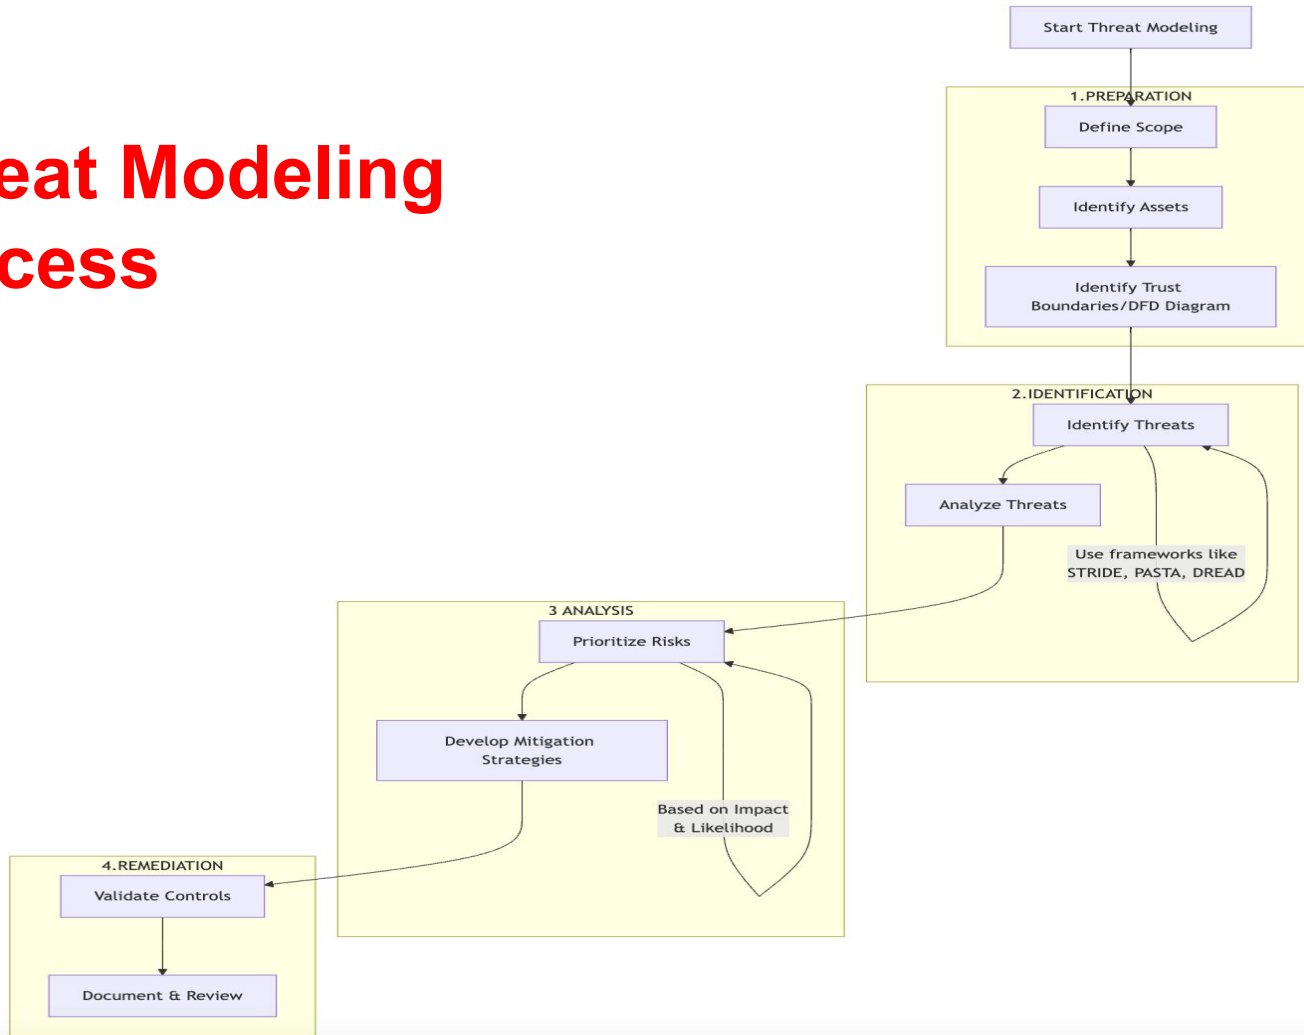 eat Modeling
cess
Start Threat Modeling
1.PREPARATION
Define Scope
Identify Assets
Identify Trust
Boundaries/DFD Diagram
2.IDENTIFICATION
Identify Threats
Analyze Threats
Use frameworks like
STRIDE, PASTA, DREAD
3 ANALYSIS
Prioritize Risks
Develop Mitigation
Strategies
Based on Impact
& Likelihood
4.REMEDIATION
Validate Controls
Document & Review